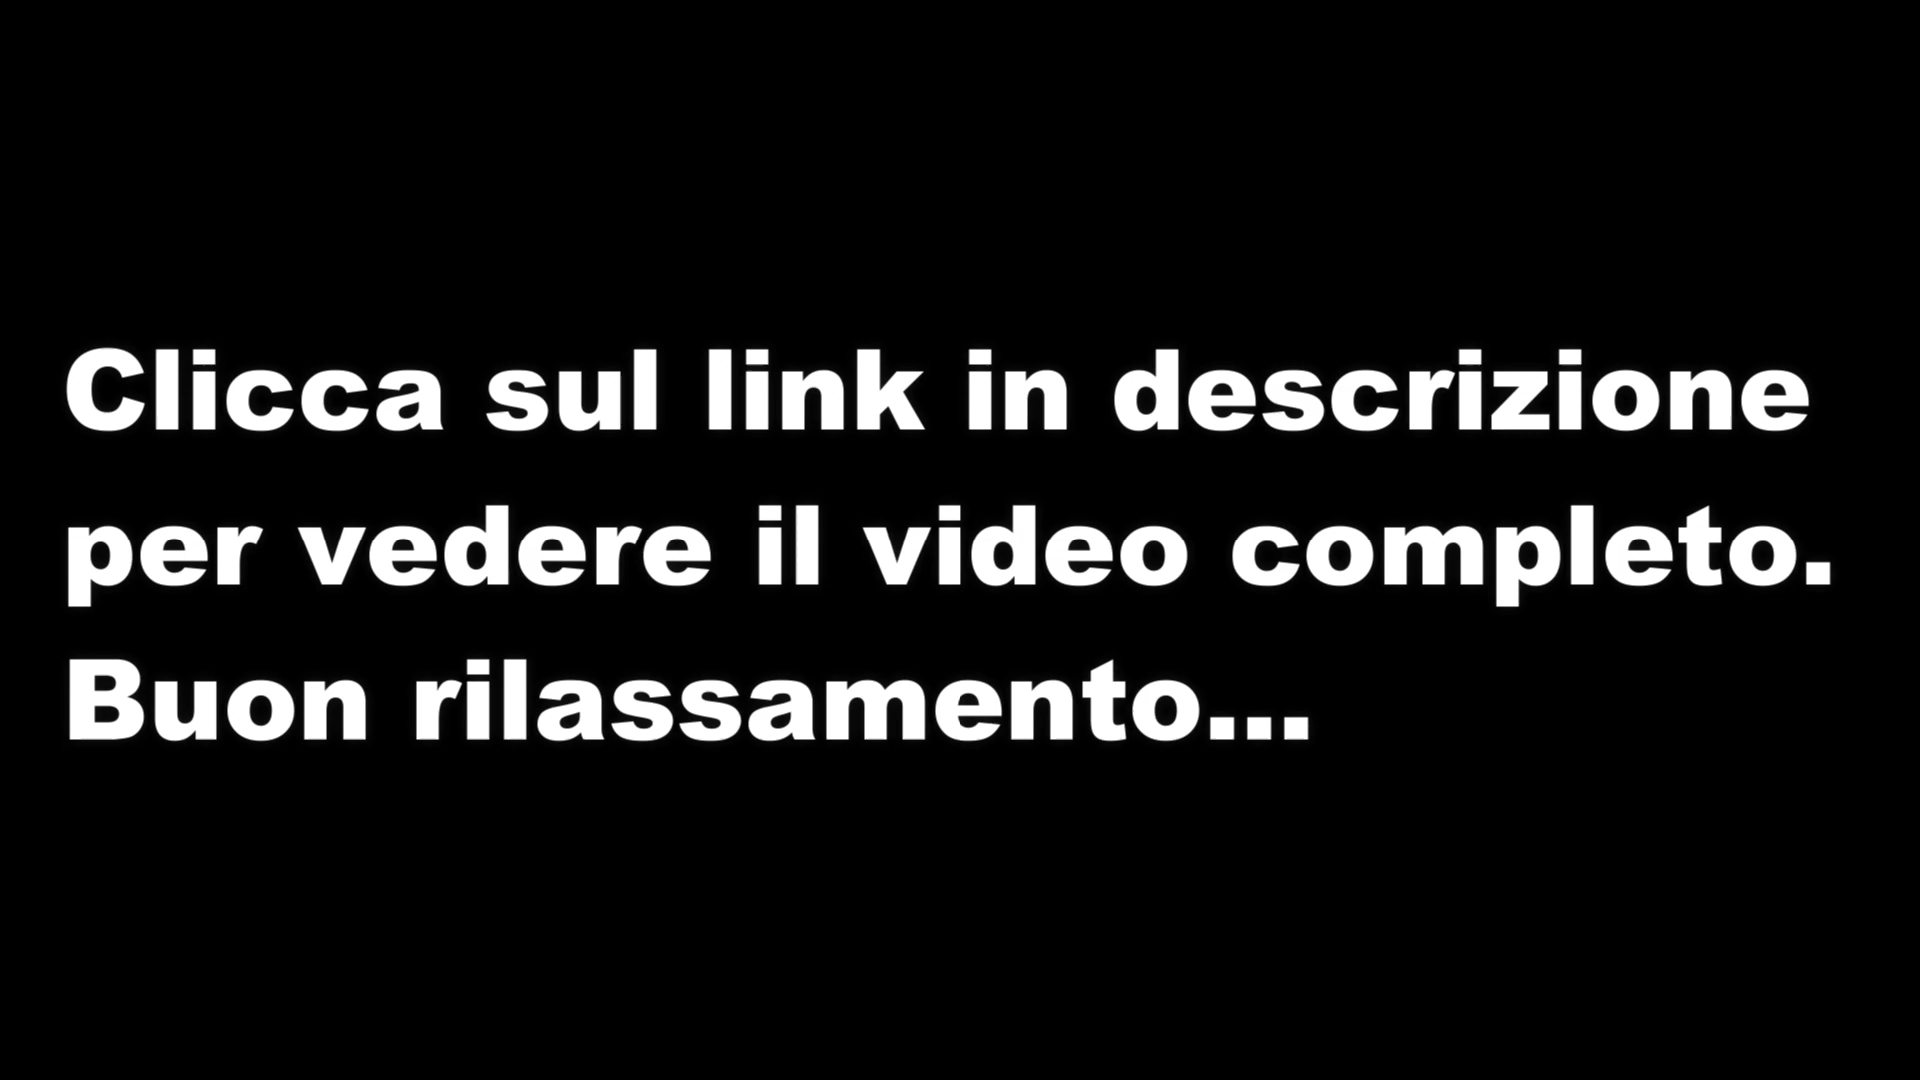 Clicca sul link in descrizione
per vedere il video completo.
Buon rilassamento...